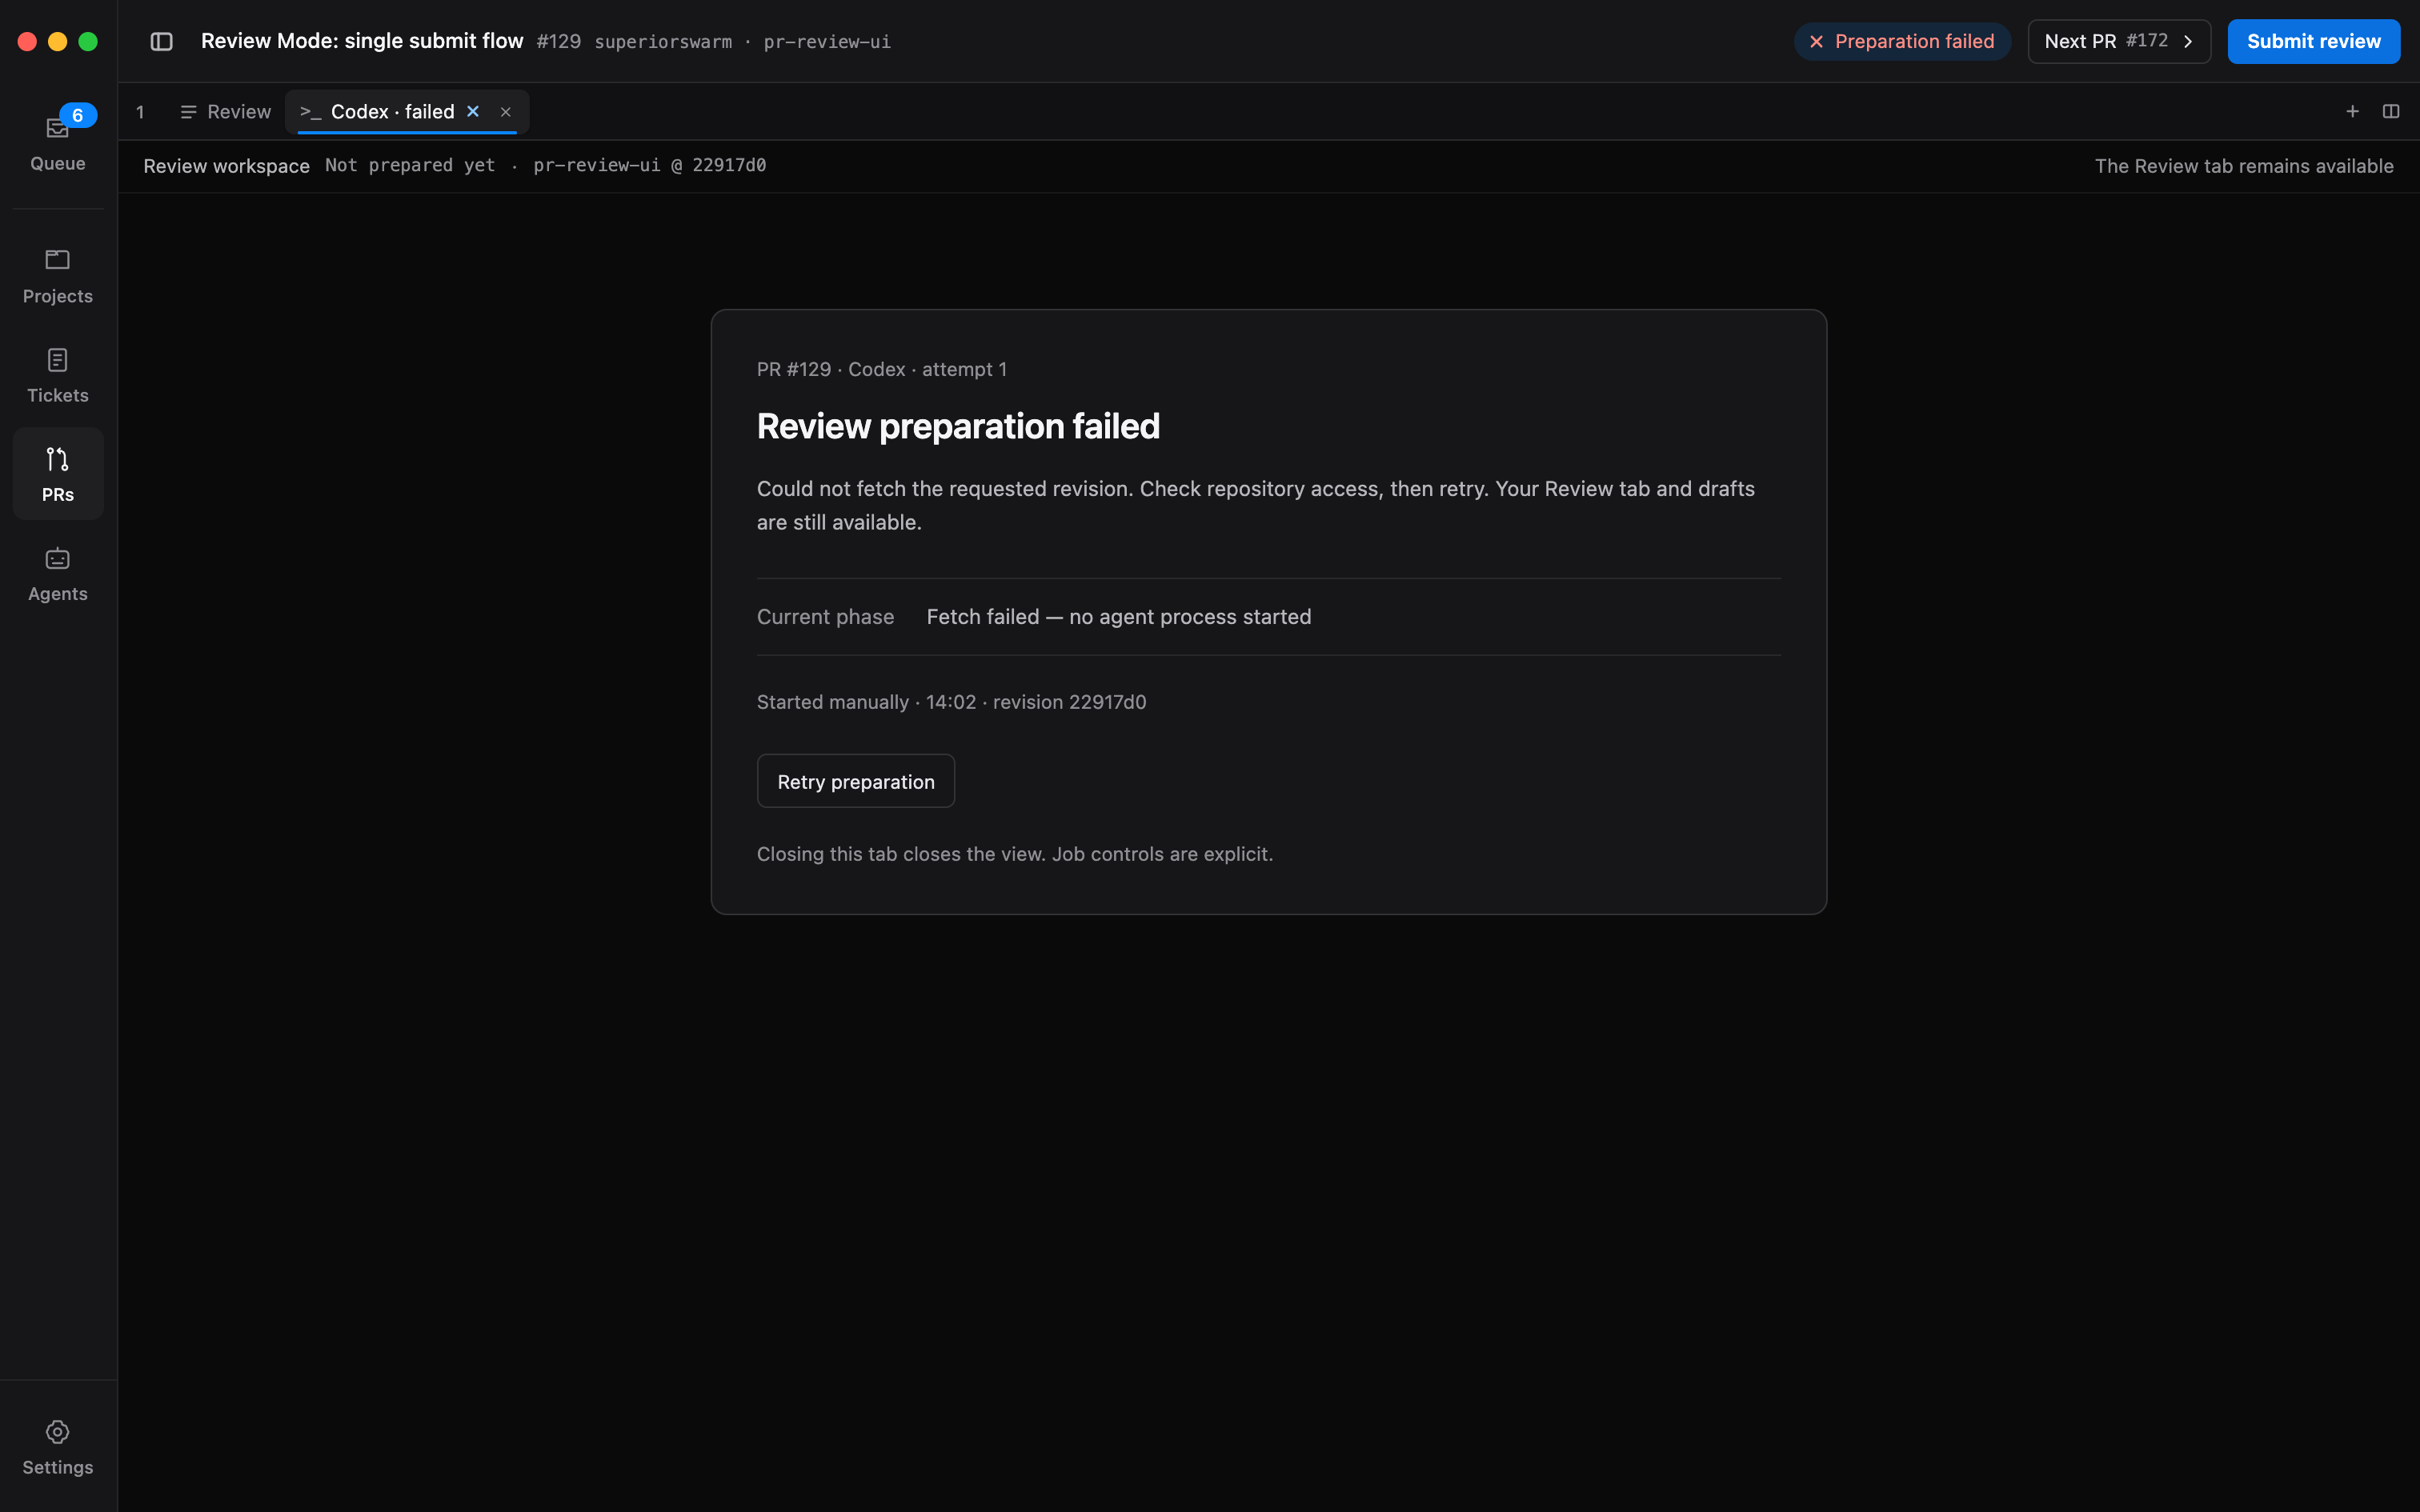 Review Mode: single submit flow #129 superiorswarm · pr-review-ui
Preparation failed
Next PR #172
Submit review
6
Queue
Projects
Tickets
PRs
Agents
Settings
1
Review
>_ Codex · failed
Review workspace Not prepared yet · pr-review-ui @ 22917d0
The Review tab remains available
PR #129 · Codex · attempt 1
Review preparation failed
Could not fetch the requested revision. Check repository access, then retry. Your Review tab and drafts
are still available.
Current phase Fetch failed — no agent process started
Started manually · 14:02 · revision 22917d0
Retry preparation
Closing this tab closes the view. Job controls are explicit.